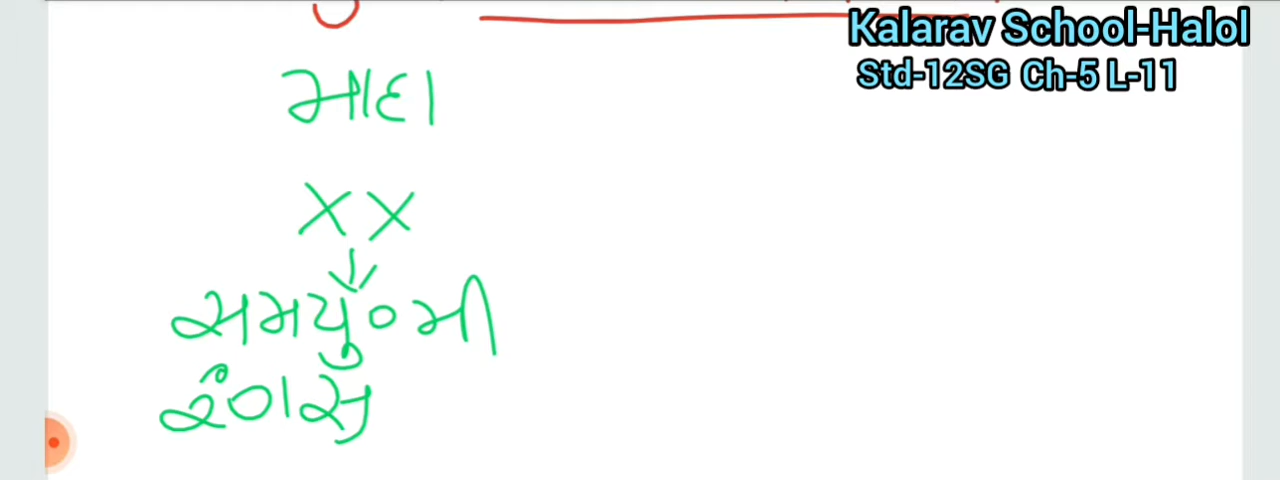 Kalarav School-Halol
Std-12SG Ch-5 L-11
માદા
XX
સમયુગ્મી
રંગસૂ